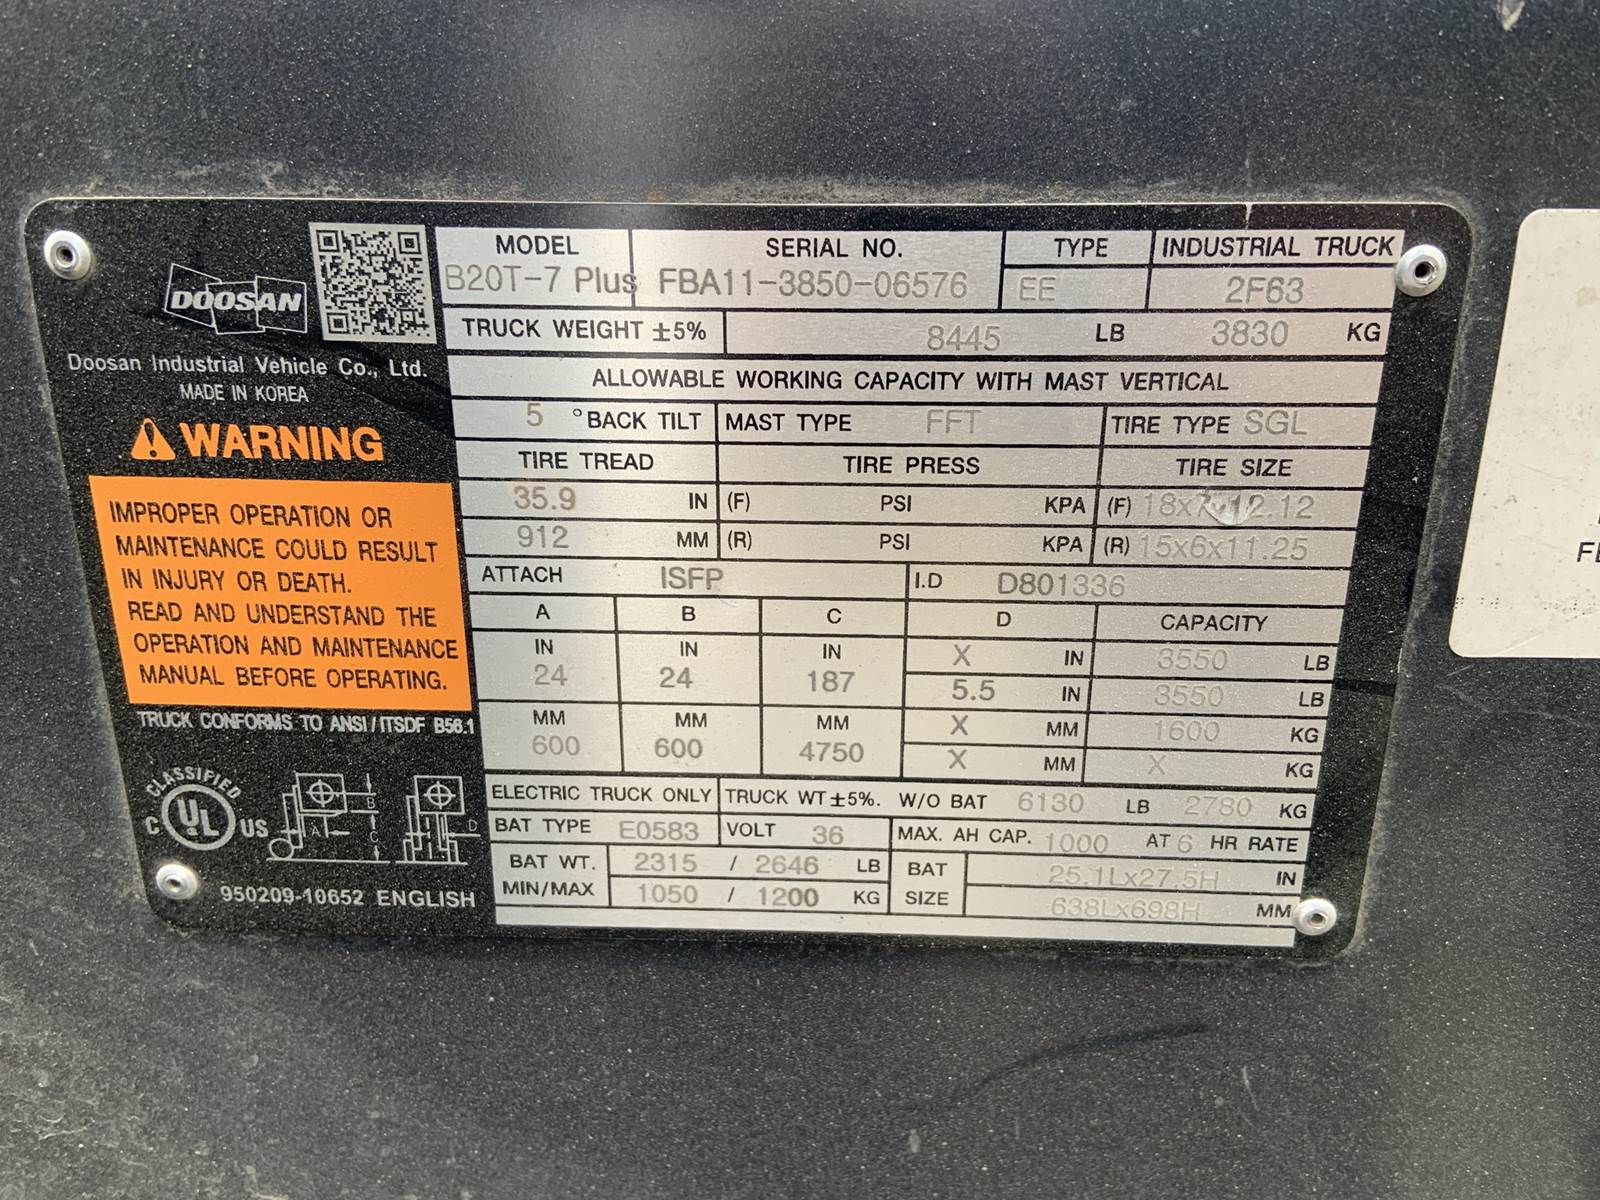 DOOSAN
Doosan Industrial Vehicle Co., Ltd.
MADE IN KOREA
WARNING
IMPROPER OPERATION OR
MAINTENANCE COULD RESULT
IN INJURY OR DEATH.
READ AND UNDERSTAND THE
OPERATION AND MAINTENANCE
MANUAL BEFORE OPERATING.
TRUCK CONFORMS TO ANSI/ITSDF B56.1
CLASSIFIED
C UL US
A B C D
950209-10652 ENGLISH
MODEL SERIAL NO. TYPE INDUSTRIAL TRUCK
B20T-7 Plus FBA11-3850-06576 EE 2F63
TRUCK WEIGHT ±5% 8445 LB 3830 KG
ALLOWABLE WORKING CAPACITY WITH MAST VERTICAL
5 °BACK TILT MAST TYPE FFT TIRE TYPE SGL
TIRE TREAD TIRE PRESS TIRE SIZE
35.9 IN (F) PSI KPA (F) 18x7x12.12
912 MM (R) PSI KPA (R) 15x6x11.25
ATTACH ISFP I.D D801336
A B C D CAPACITY
IN IN IN X IN 3550 LB
24 24 187 5.5 IN 3550 LB
MM MM MM X MM 1600 KG
600 600 4750 X MM X KG
ELECTRIC TRUCK ONLY TRUCK WT ±5%. W/O BAT 6130 LB 2780 KG
BAT TYPE E0583 VOLT 36 MAX. AH CAP. 1000 AT 6 HR RATE
BAT WT. 2315 / 2646 LB BAT 25.1Lx27.5H IN
MIN/MAX 1050 / 1200 KG SIZE 638Lx698H MM